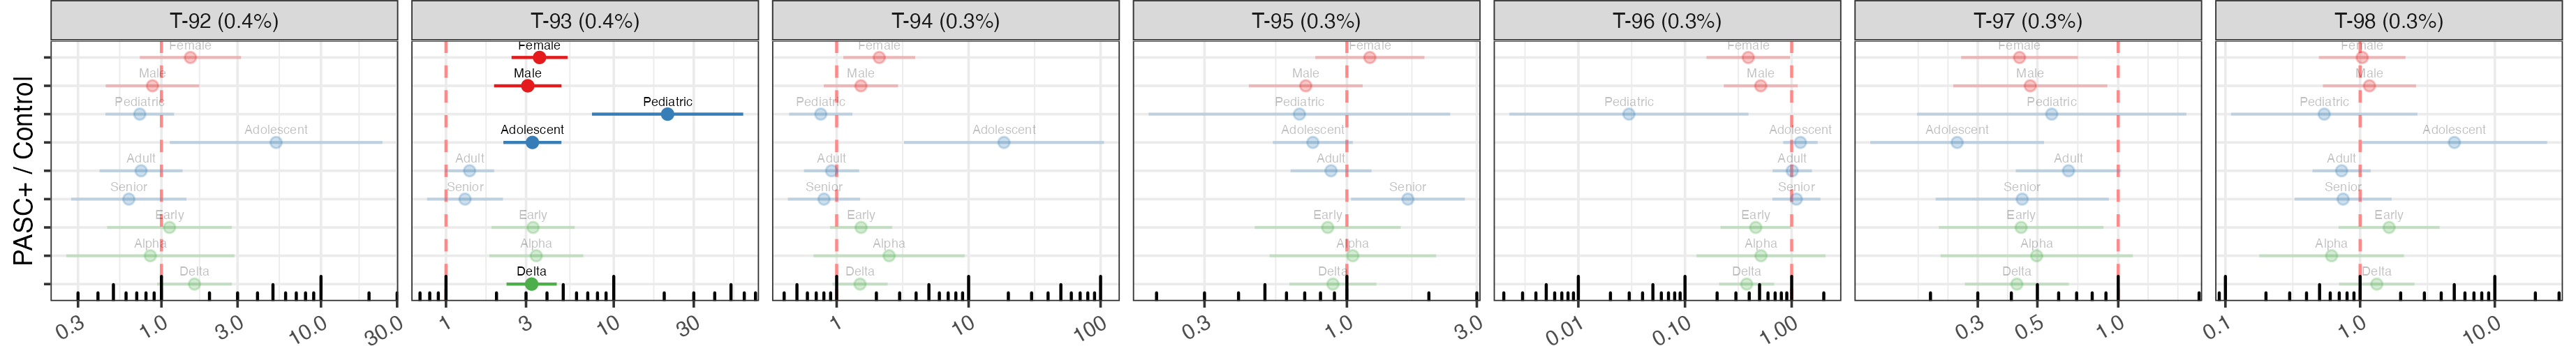 T-92 (0.4%)
T-93 (0.4%)
T-94 (0.3%)
T-95 (0.3%)
T-96 (0.3%)
T-97 (0.3%)
T-98 (0.3%)
PASC+ / Control
Female
Male
Pediatric
Adolescent
Adult
Senior
Early
Alpha
Delta
0.3 1.0 3.0 10.0 30.0
Female
Male
Pediatric
Adolescent
Adult
Senior
Early
Alpha
Delta
1 3 10 30
Female
Male
Pediatric
Adolescent
Adult
Senior
Early
Alpha
Delta
1 10 100
Female
Male
Pediatric
Adolescent
Adult
Senior
Early
Alpha
Delta
0.3 1.0 3.0
Female
Male
Pediatric
Adolescent
Adult
Senior
Early
Alpha
Delta
0.01 0.10 1.00
Female
Male
Pediatric
Adolescent
Adult
Senior
Early
Alpha
Delta
0.3 0.5 1.0
Female
Male
Pediatric
Adolescent
Adult
Senior
Early
Alpha
Delta
0.1 1.0 10.0